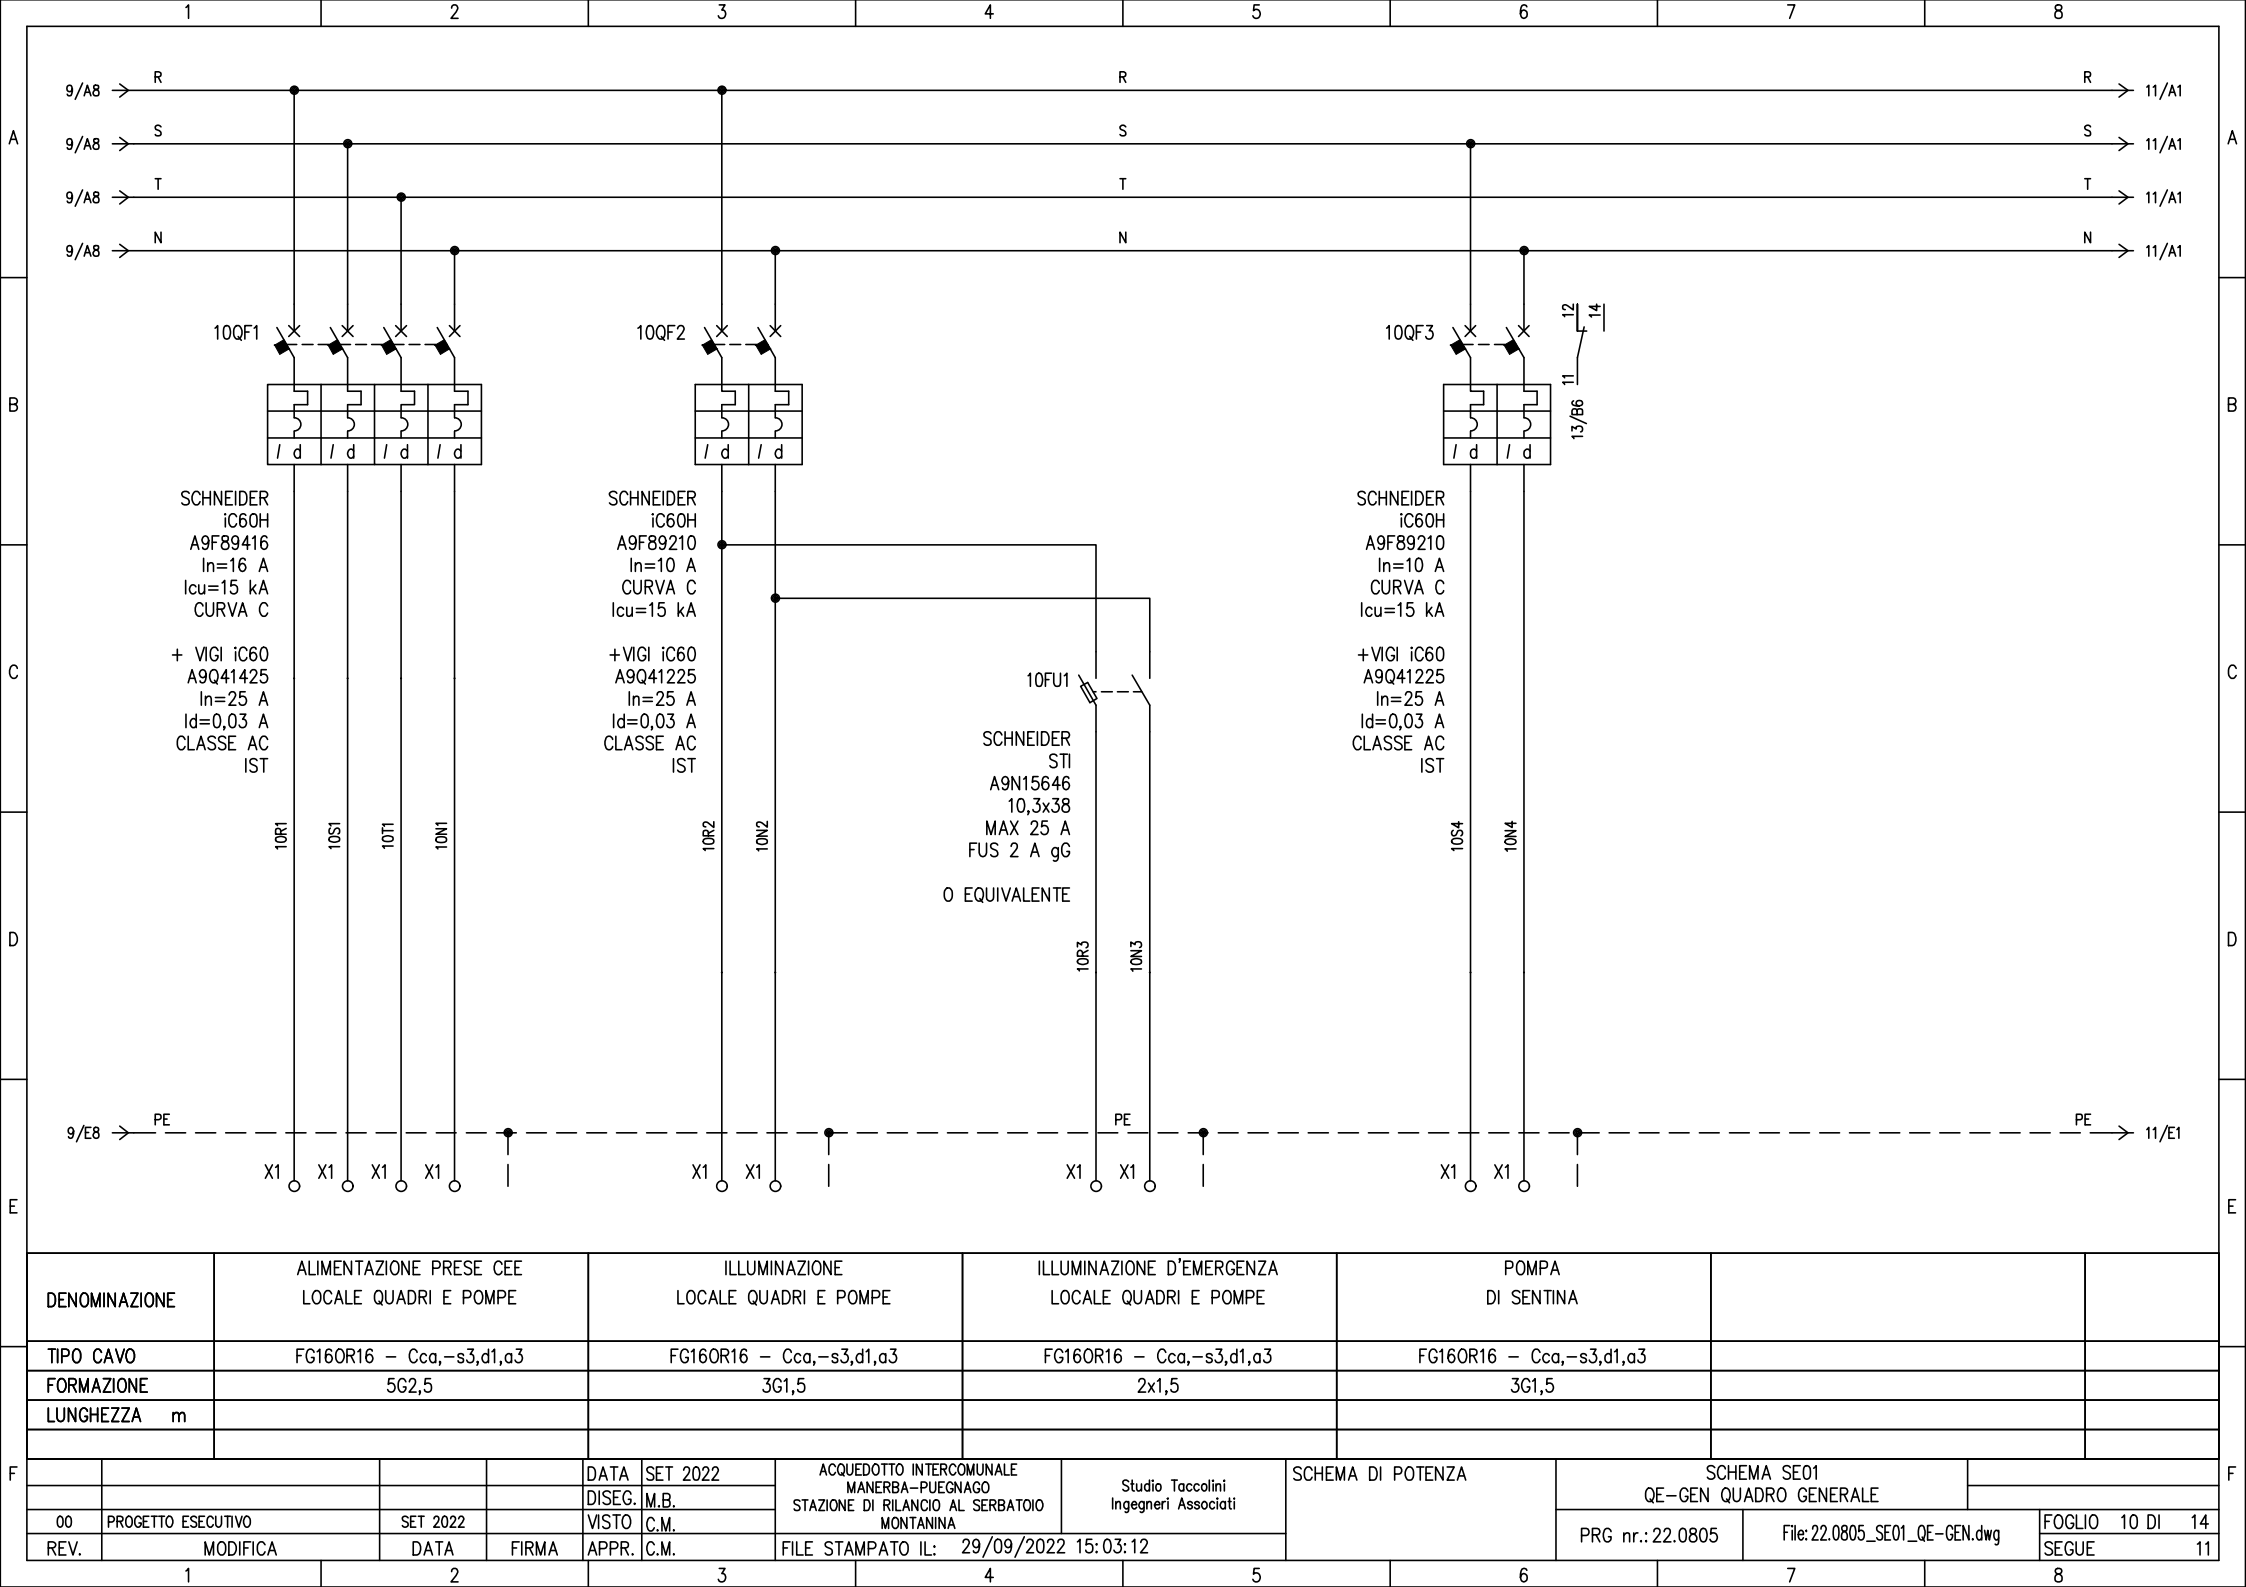 1 2 3 4 5 6 7 8
9/A8 R R R 11/A1
A 9/A8 S S S 11/A1 A
9/A8 T T T 11/A1
9/A8 N N N 11/A1
10QF1 10QF2 10QF3 12 14
11
B 13/B6 B
I d I d I d I d I d I d I d I d
SCHNEIDER
iC60H
A9F89416
In=16 A
Icu=15 kA
CURVA C
+ VIGI iC60
A9Q41425
In=25 A
Id=0,03 A
CLASSE AC
IST
SCHNEIDER
iC60H
A9F89210
In=10 A
CURVA C
Icu=15 kA
+VIGI iC60
A9Q41225
In=25 A
Id=0,03 A
CLASSE AC
IST
10FU1
SCHNEIDER
STI
A9N15646
10,3x38
MAX 25 A
FUS 2 A gG
O EQUIVALENTE
SCHNEIDER
iC60H
A9F89210
In=10 A
CURVA C
Icu=15 kA
+VIGI iC60
A9Q41225
In=25 A
Id=0,03 A
CLASSE AC
IST
C C
10R1 10S1 10T1 10N1 10R2 10N2 10S4 10N4
D 10R3 10N3 D
9/E8 PE PE PE 11/E1
X1 X1 X1 X1 X1 X1 X1 X1 X1 X1
E E
DENOMINAZIONE
ALIMENTAZIONE PRESE CEE
LOCALE QUADRI E POMPE
ILLUMINAZIONE
LOCALE QUADRI E POMPE
ILLUMINAZIONE D'EMERGENZA
LOCALE QUADRI E POMPE
POMPA
DI SENTINA
TIPO CAVO FG16OR16 - Cca,-s3,d1,a3 FG16OR16 - Cca,-s3,d1,a3 FG16OR16 - Cca,-s3,d1,a3 FG16OR16 - Cca,-s3,d1,a3
FORMAZIONE 5G2,5 3G1,5 2x1,5 3G1,5
LUNGHEZZA m
F F
00 PROGETTO ESECUTIVO SET 2022
REV. MODIFICA DATA FIRMA
DATA SET 2022
DISEG. M.B.
VISTO C.M.
APPR. C.M.
ACQUEDOTTO INTERCOMUNALE
MANERBA-PUEGNAGO
STAZIONE DI RILANCIO AL SERBATOIO
MONTANINA
Studio Taccolini
Ingegneri Associati
FILE STAMPATO IL: 29/09/2022 15:03:12
SCHEMA DI POTENZA
SCHEMA SE01
QE-GEN QUADRO GENERALE
PRG nr.: 22.0805
File: 22.0805_SE01_QE-GEN.dwg
FOGLIO 10 DI 14
SEGUE 11
1 2 3 4 5 6 7 8